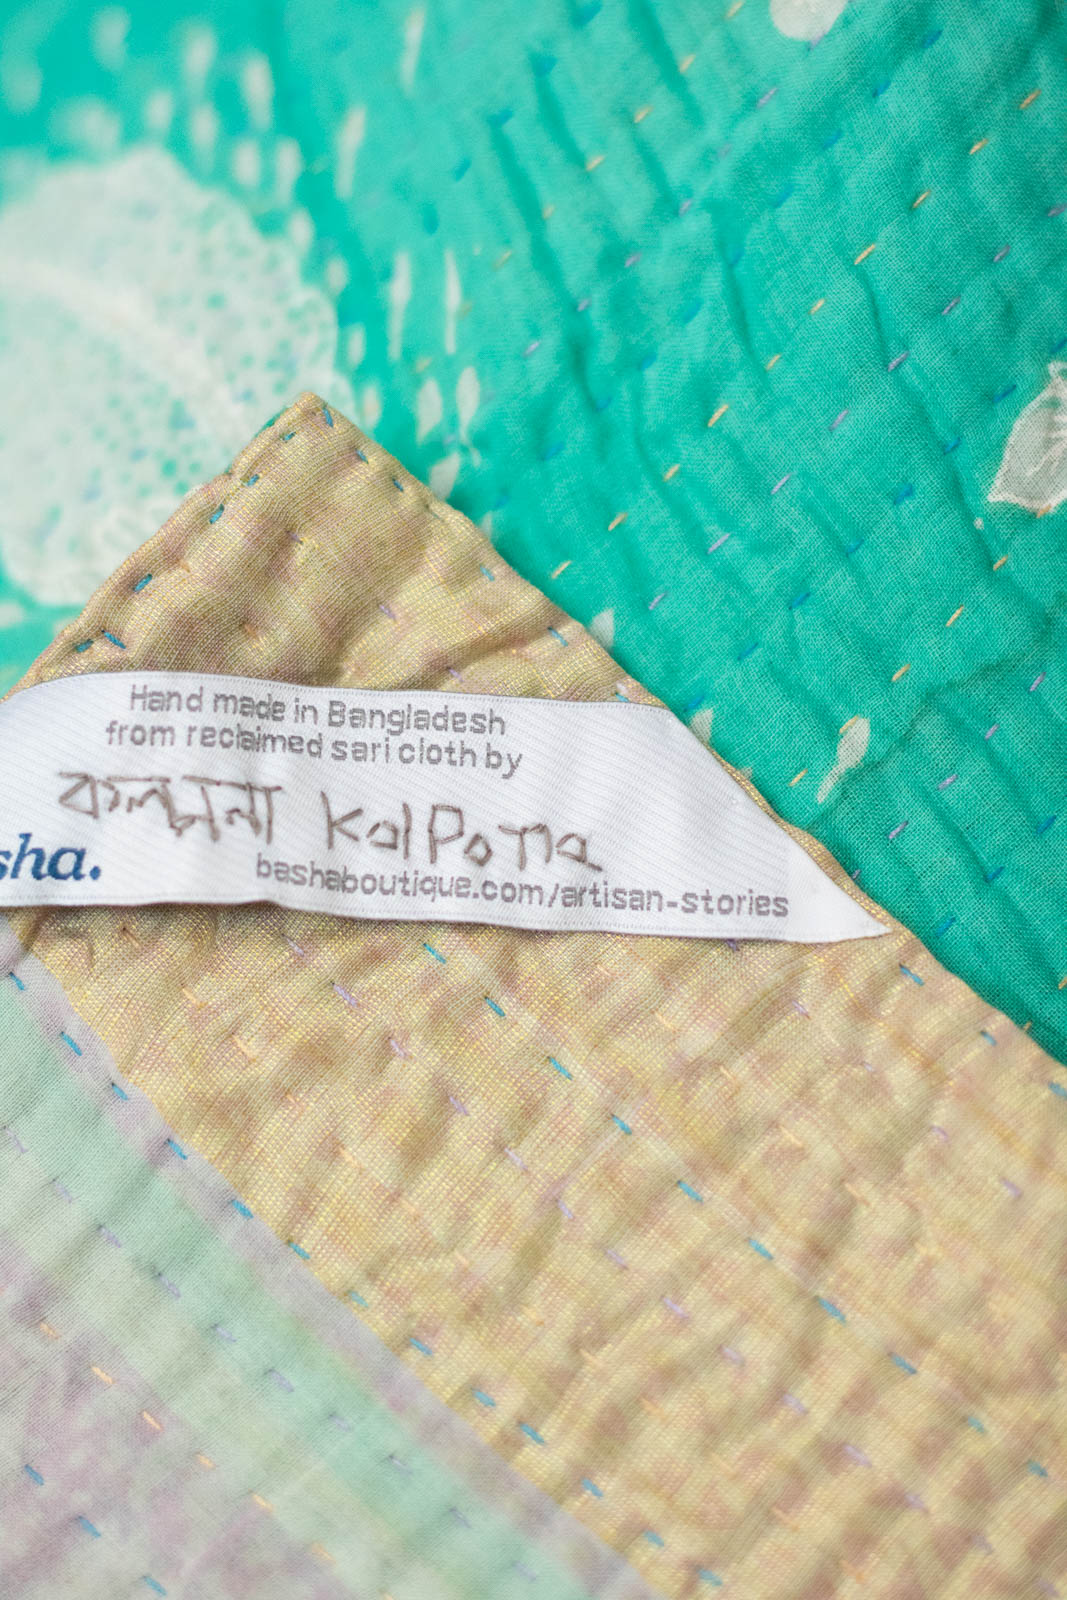 Hand made in Bangladesh
from reclaimed sari cloth by
কল্পনা Kalpona
sha.
bashaboutique.com/artisan-stories